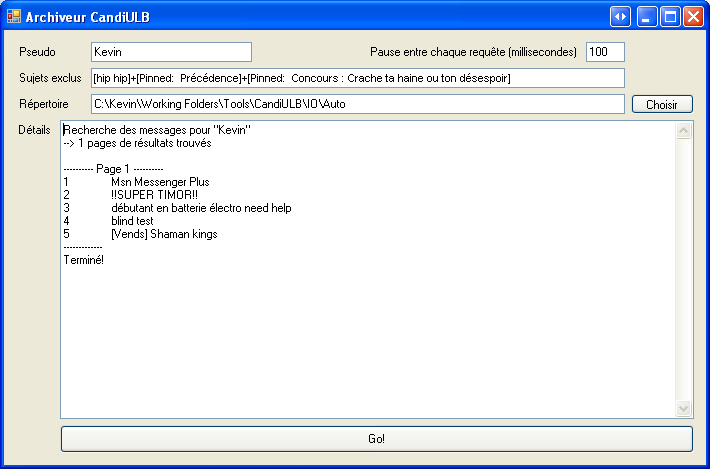 Archiveur CandiULB
Pseudo Kevin Pause entre chaque requête (millisecondes) 100
Sujets exclus [hip hip]+[Pinned:  Précédence]+[Pinned:  Concours : Crache ta haine ou ton désespoir]
Répertoire C:\Kevin\Working Folders\Tools\CandiULB\IO\Auto Choisir
Détails Recherche des messages pour "Kevin"
--> 1 pages de résultats trouvés
---------- Page 1 ----------
1 Msn Messenger Plus
2 !!SUPER TIMOR!!
3 débutant en batterie électro need help
4 blind test
5 [Vends] Shaman kings
-------------
Terminé!
Go!